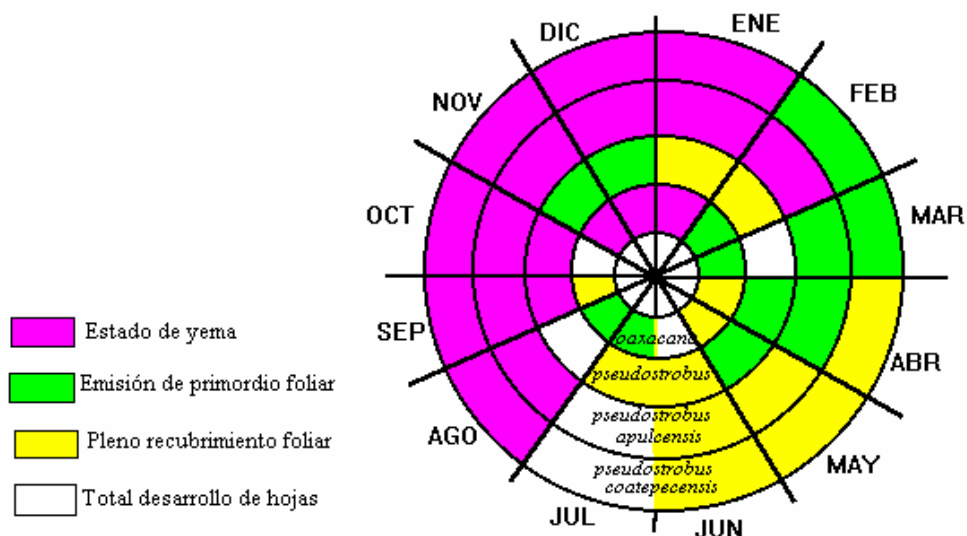 DIC
ENE
NOV
FEB
OCT
MAR
SEP
ABR
AGO
MAY
JUL
JUN
oaxacana
pseudostrobus
pseudostrobus
apulcensis
pseudostrobus
coatepecensis
Estado de yema
Emisión de primordio foliar
Pleno recubrimiento foliar
Total desarrollo de hojas